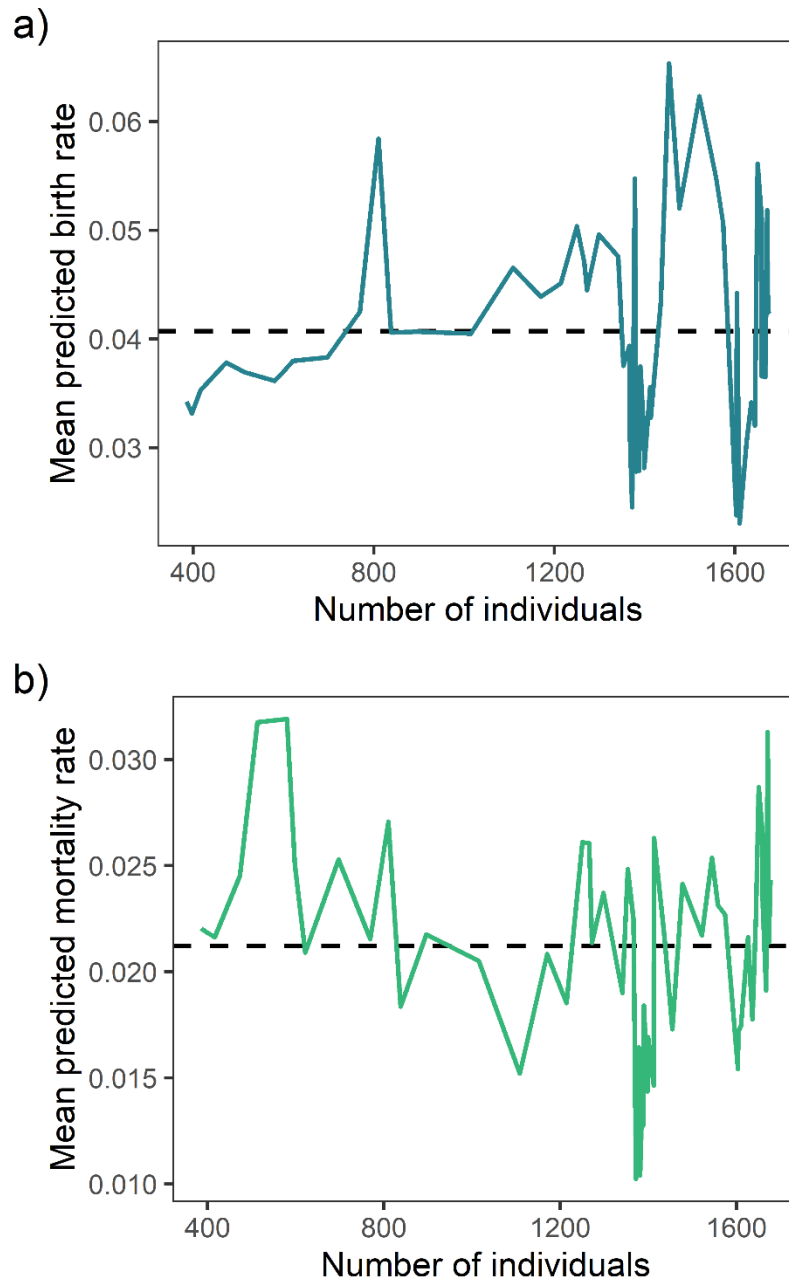 a)
Mean predicted birth rate
0.06
0.05
0.04
0.03
400 800 1200 1600
Number of individuals
b)
Mean predicted mortality rate
0.030
0.025
0.020
0.015
0.010
400 800 1200 1600
Number of individuals